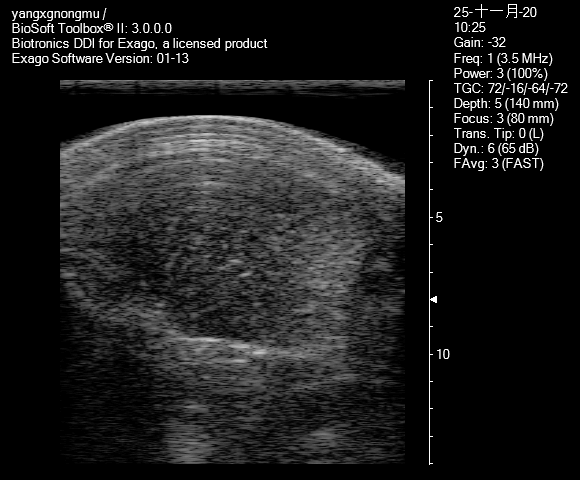 yangxgnongmu /
BioSoft Toolbox® II: 3.0.0.0
Biotronics DDI for Exago, a licensed product
Exago Software Version: 01-13
25-十一月-20
10:25
Gain: -32
Freq: 1 (3.5 MHz)
Power: 3 (100%)
TGC: 72/-16/-64/-72
Depth: 5 (140 mm)
Focus: 3 (80 mm)
Trans. Tip: 0 (L)
Dyn.: 6 (65 dB)
FAvg: 3 (FAST)
5
10